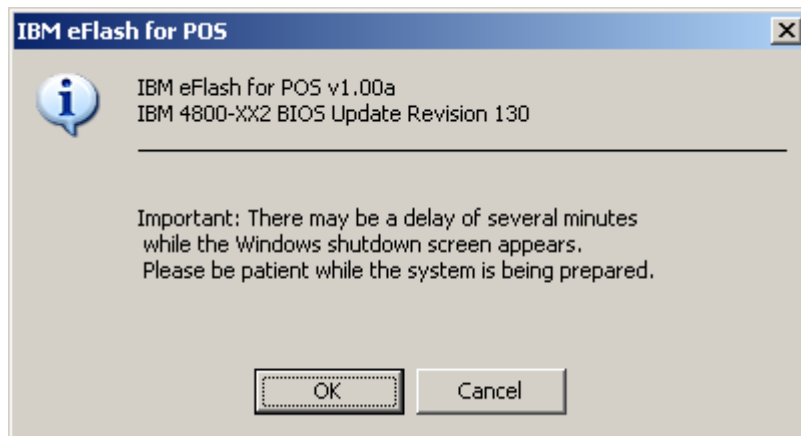 IBM eFlash for POS
IBM eFlash for POS v1.00a
IBM 4800-XX2 BIOS Update Revision 130
Important: There may be a delay of several minutes
while the Windows shutdown screen appears.
Please be patient while the system is being prepared.
OK
Cancel